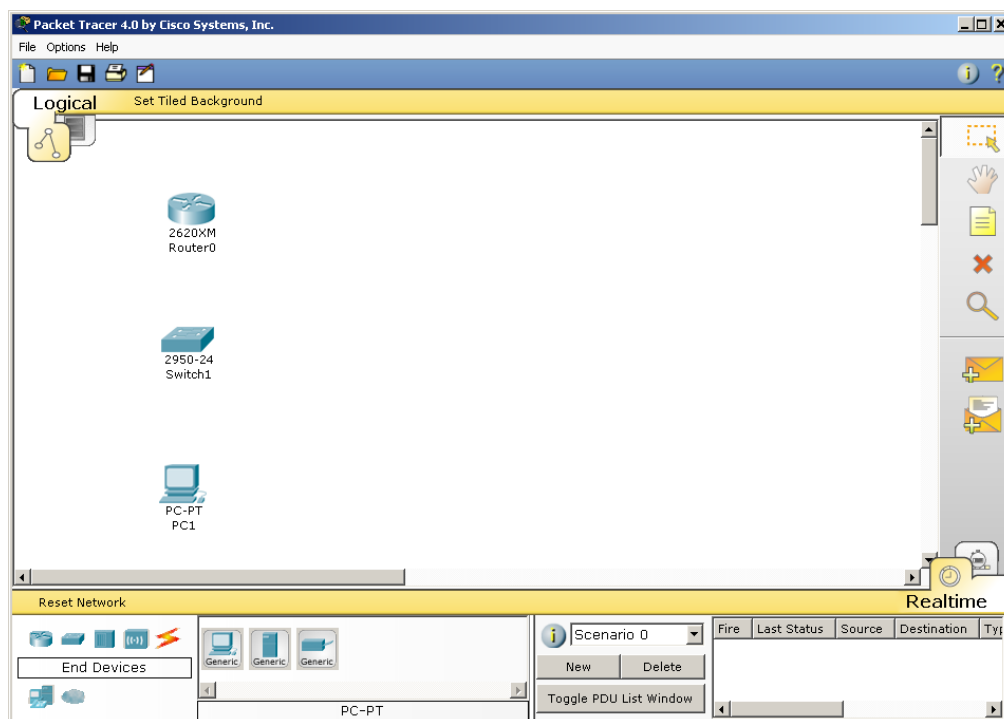 Packet Tracer 4.0 by Cisco Systems, Inc.
File Options Help
Logical Set Tiled Background
2620XM
Router0
2950-24
Switch1
PC-PT
PC1
Reset Network Realtime
Scenario 0 Fire Last Status Source Destination Typ
Generic Generic Generic
End Devices New Delete
Toggle PDU List Window
PC-PT